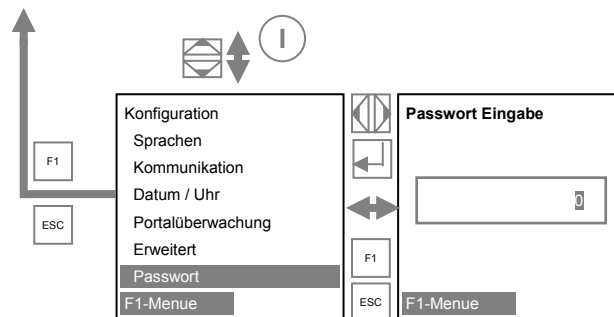 I
F1
ESC
Konfiguration
Sprachen
Kommunikation
Datum / Uhr
Portalüberwachung
Erweitert
Passwort
F1-Menue
F1
ESC
Passwort Eingabe
0
F1-Menue